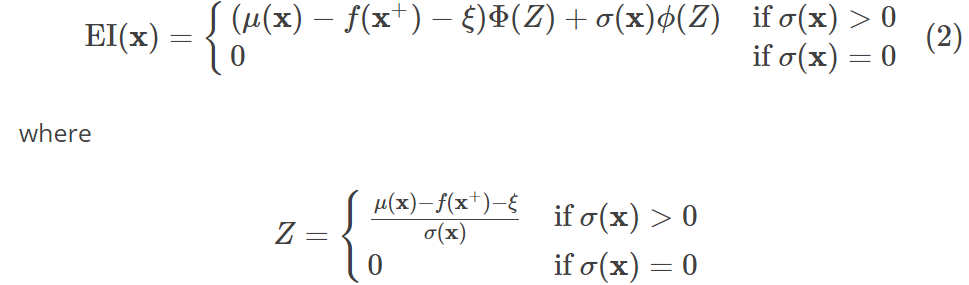 EI(x) = { (μ(x) − f(x⁺) − ξ)Φ(Z) + σ(x)ϕ(Z) if σ(x) > 0
0 if σ(x) = 0 (2)
where
Z = { (μ(x)−f(x⁺)−ξ)/σ(x) if σ(x) > 0
0 if σ(x) = 0